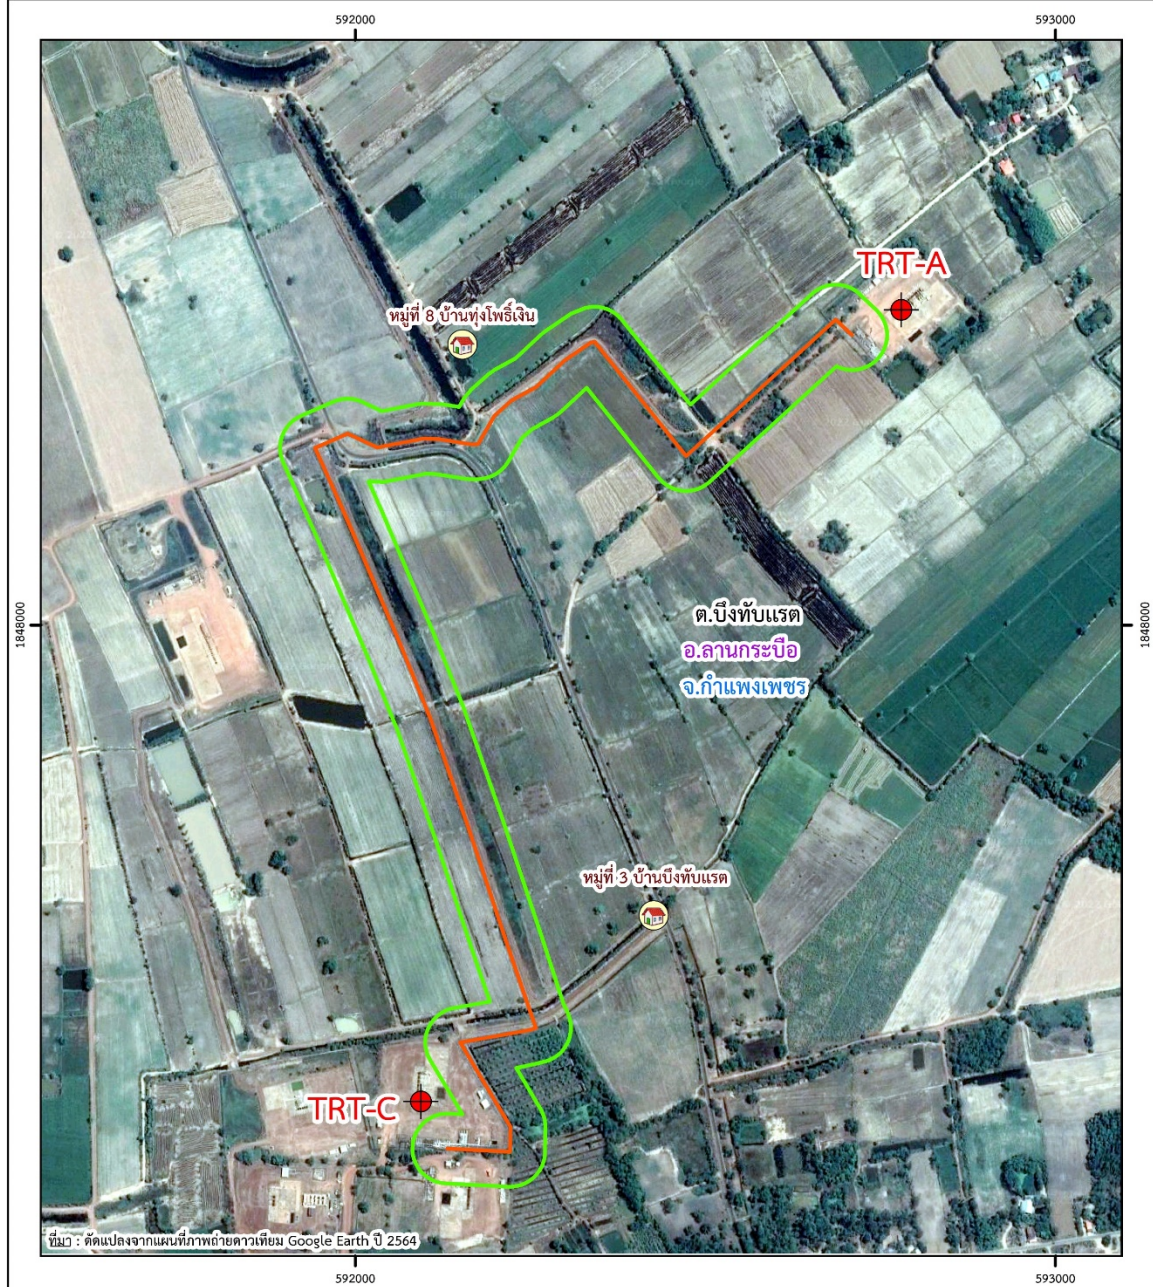 592000
593000
TRT-A
หมู่ที่ 8 บ้านทุ่งโพธิ์เงิน
1848000
1848000
ต.บึงทับแรต
อ.ลานกระบือ
จ.กำแพงเพชร
หมู่ที่ 3 บ้านบึงทับแรต
TRT-C
ที่มา : ดัดแปลงจากแผนที่ภาพถ่ายดาวเทียม Google Earth ปี 2564
592000
593000